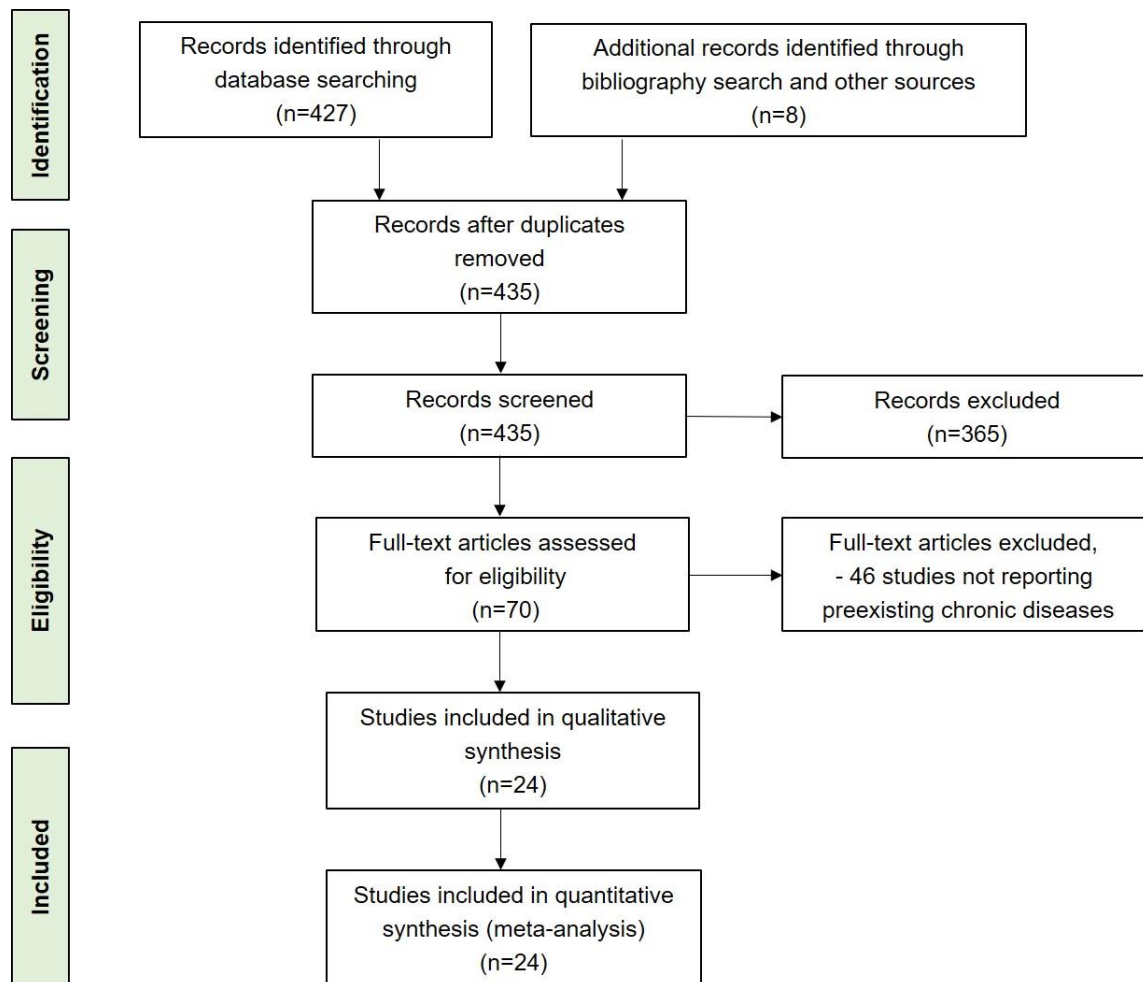 Identification
Records identified through
database searching
(n=427)
Additional records identified through
bibliography search and other sources
(n=8)
Records after duplicates
removed
(n=435)
Screening
Records screened
(n=435)
Records excluded
(n=365)
Eligibility
Full-text articles assessed
for eligibility
(n=70)
Full-text articles excluded,
- 46 studies not reporting
preexisting chronic diseases
Studies included in qualitative
synthesis
(n=24)
Included
Studies included in quantitative
synthesis (meta-analysis)
(n=24)